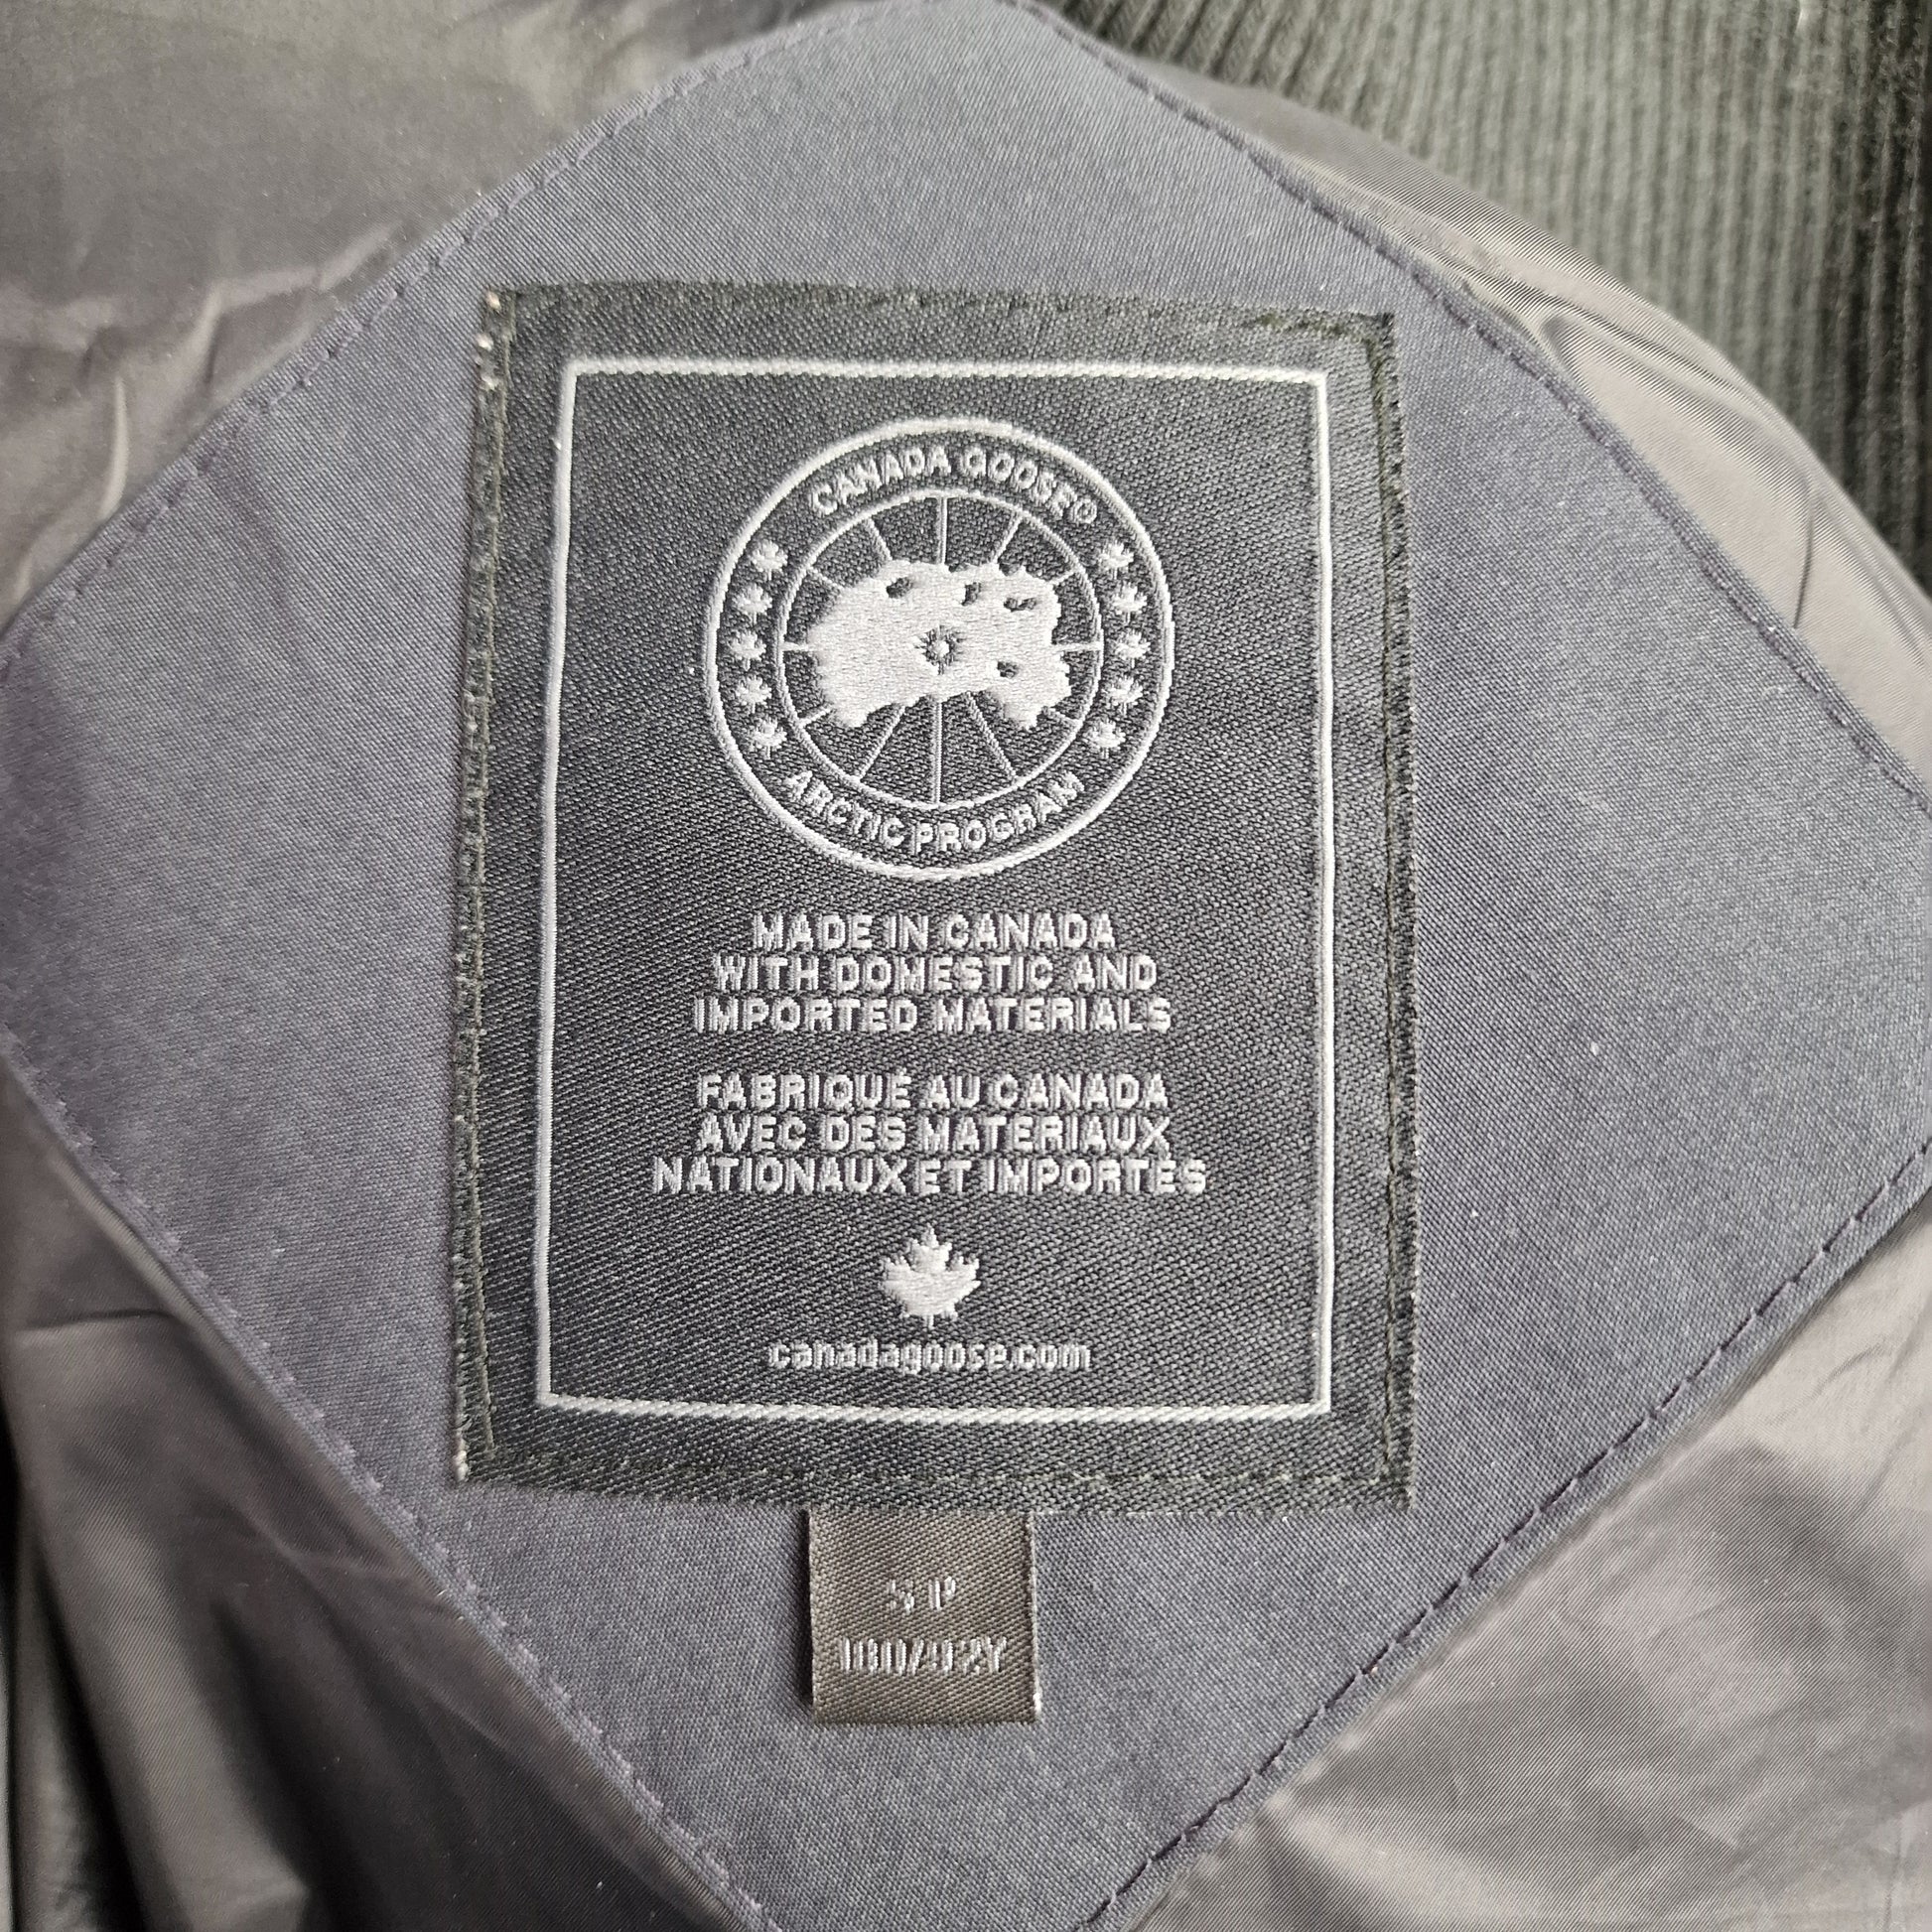 CANADA GOOSE®
ARCTIC PROGRAM
MADE IN CANADA
WITH DOMESTIC AND
IMPORTED MATERIALS
FABRIQUÉ AU CANADA
AVEC DES MATERIAUX
NATIONAUX ET IMPORTÉS
canadagoose.com
S P